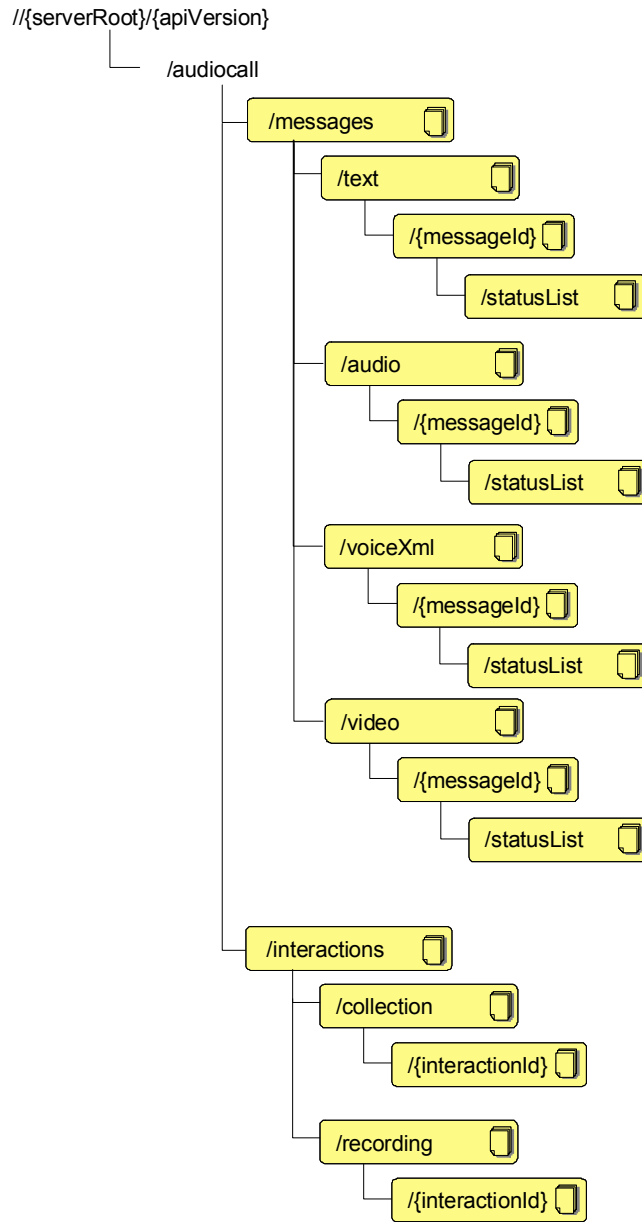 //{serverRoot}/{apiVersion}
/audiocall
/messages
/text
/{messageId}
/statusList
/audio
/{messageId}
/statusList
/voiceXml
/{messageId}
/statusList
/video
/{messageId}
/statusList
/interactions
/collection
/{interactionId}
/recording
/{interactionId}